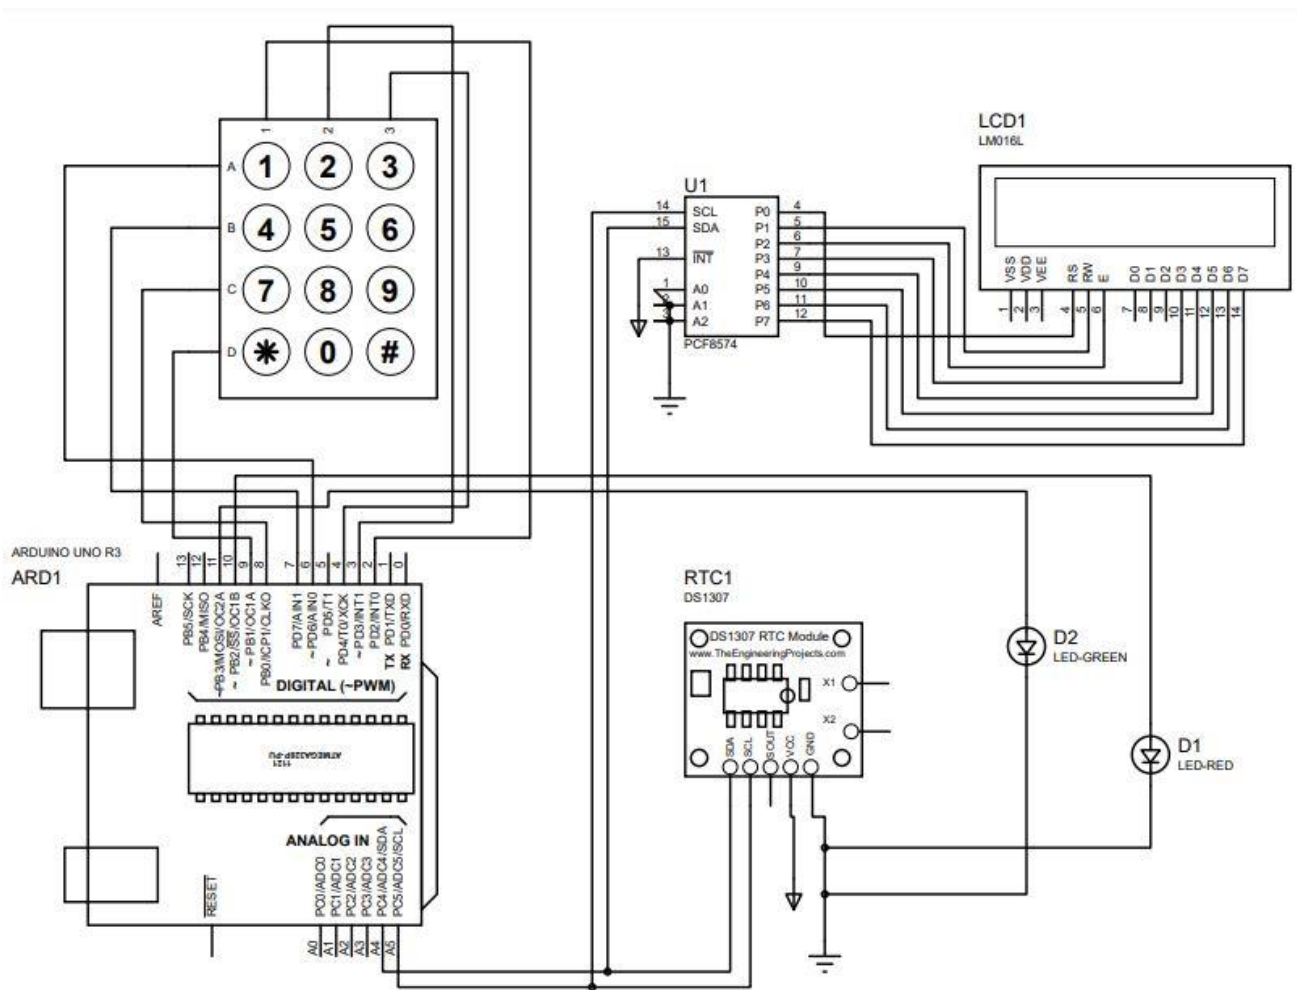 1 2 3
A 1 2 3
B 4 5 6
C 7 8 9
D * 0 #
LCD1
LM016L
VSS VDD VEE RS RW E D0 D1 D2 D3 D4 D5 D6 D7
1 2 3 4 5 6 7 8 9 10 11 12 13 14
U1
14 SCL P0 4
15 SDA P1 5
P2 6
13 INT P3 7
P4 9
1 A0 P5 10
A1 P6 11
A2 P7 12
PCF8574
ARDUINO UNO R3
ARD1
13 12 11 10 9 8 7 6 5 4 3 2 1 0
AREF
PB5/SCK
PB4/MISO
~PB3/MOSI/OC2A
~ PB2/SS/OC1B
~ PB1/OC1A
PB0/ICP1/CLKO
PD7/AIN1
~ PD6/AIN0
~ PD5/T1
PD4/T0/XCK
~ PD3/INT1
PD2/INT0
TX PD1/TXD
RX PD0/RXD
DIGITAL (~PWM)
1121
ATMEGA328P-PU
ANALOG IN
RESET
PC0/ADC0
PC1/ADC1
PC2/ADC2
PC3/ADC3
PC4/ADC4/SDA
PC5/ADC5/SCL
A0 A1 A2 A3 A4 A5
RTC1
DS1307
DS1307 RTC Module
www.TheEngineeringProjects.com
X1
X2
SDA SCL SOUT VCC GND
D2
LED-GREEN
D1
LED-RED